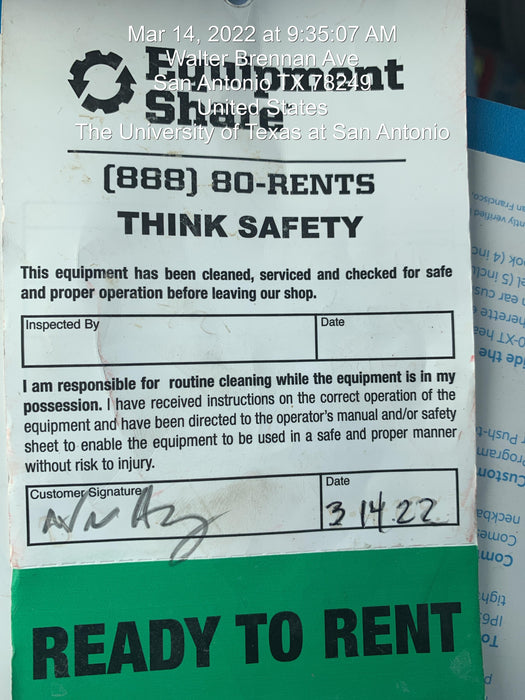 Mar 14, 2022 at 9:35:07 AM
Walter Brennan Ave
San Antonio TX 78249
United States
The University of Texas at San Antonio
Equipment
Share
(888) 80-RENTS
THINK SAFETY
This equipment has been cleaned, serviced and checked for safe
and proper operation before leaving our shop.
Inspected By
Date
I am responsible for routine cleaning while the equipment is in my
possession. I have received instructions on the correct operation of the
equipment and have been directed to the operator's manual and/or safety
sheet to enable the equipment to be used in a safe and proper manner
without risk to injury.
Customer Signature
Date
3 14 22
READY TO RENT